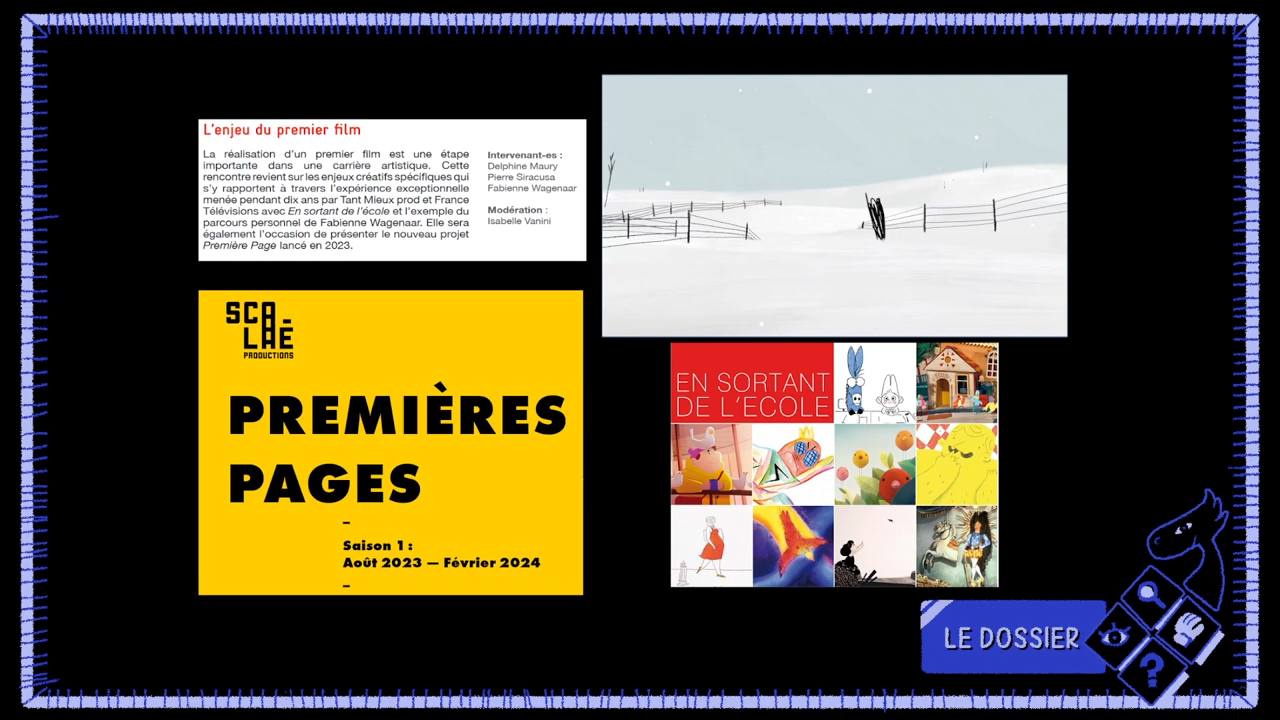 L'enjeu du premier film
La réalisation d'un premier film est une étape
importante dans une carrière artistique. Cette
rencontre revient sur les enjeux créatifs spécifiques qui
s'y rapportent à travers l'expérience exceptionnelle
menée pendant dix ans par Tant Mieux prod et France
Télévisions avec En sortant de l'école et l'exemple du
parcours personnel de Fabienne Wagenaar. Elle sera
également l'occasion de présenter le nouveau projet
Première Page lancé en 2023.
Intervenant-es :
Delphine Maury
Pierre Siracusa
Fabienne Wagenaar
Modération :
Isabelle Vanini
SCA_
LAE
PRODUCTIONS
PREMIÈRES
PAGES
–
Saison 1 :
Août 2023 — Février 2024
–
EN SORTANT
DE L'ECOLE
LE DOSSIER
?